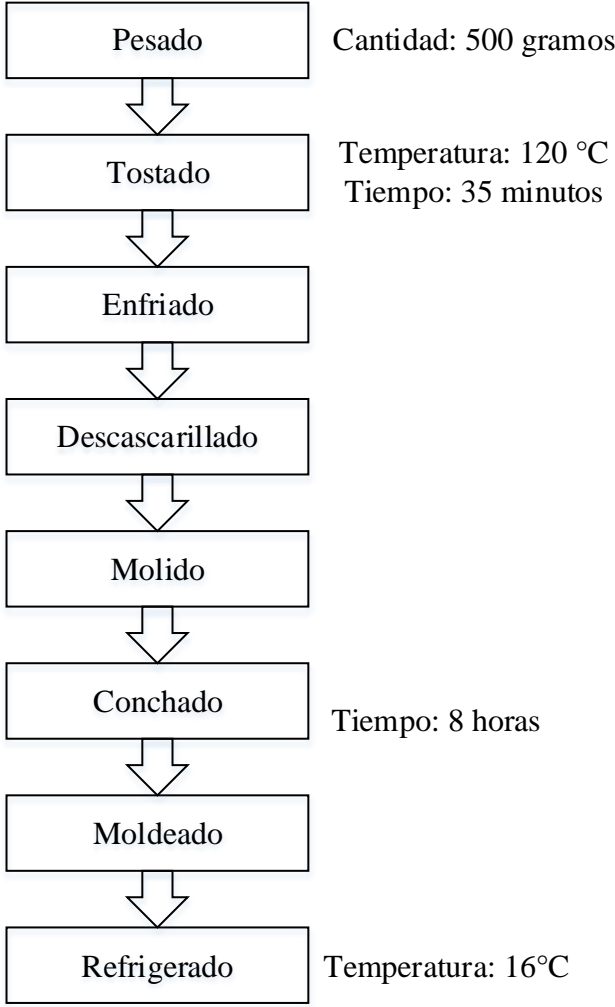 Pesado
Cantidad: 500 gramos
Tostado
Temperatura: 120 °C
Tiempo: 35 minutos
Enfriado
Descascarillado
Molido
Conchado
Tiempo: 8 horas
Moldeado
Refrigerado
Temperatura: 16°C